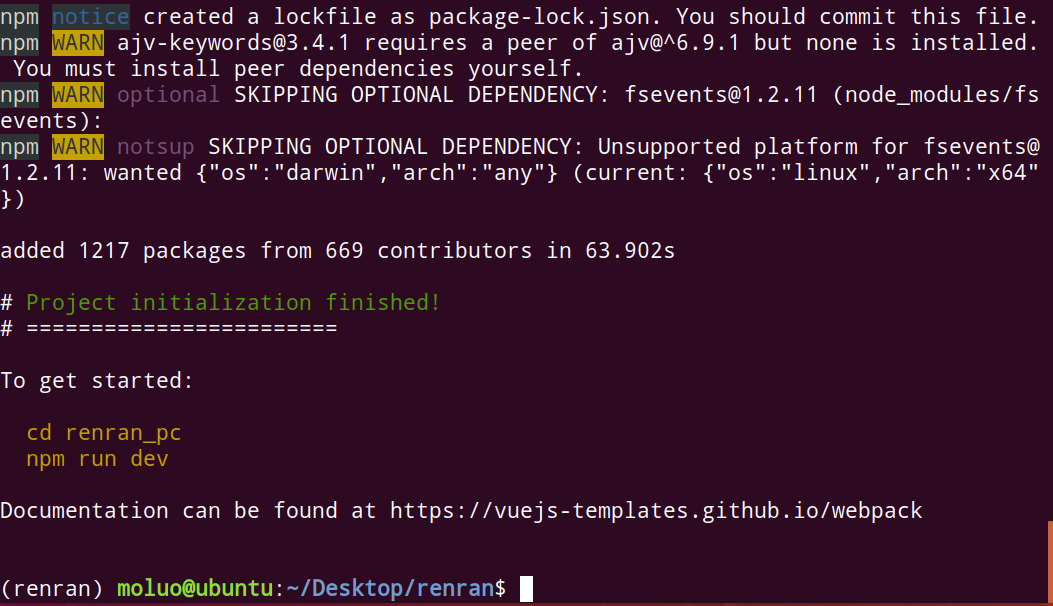 npm notice created a lockfile as package-lock.json. You should commit this file.
npm WARN ajv-keywords@3.4.1 requires a peer of ajv@^6.9.1 but none is installed.
 You must install peer dependencies yourself.
npm WARN optional SKIPPING OPTIONAL DEPENDENCY: fsevents@1.2.11 (node_modules/fs
events):
npm WARN notsup SKIPPING OPTIONAL DEPENDENCY: Unsupported platform for fsevents@
1.2.11: wanted {"os":"darwin","arch":"any"} (current: {"os":"linux","arch":"x64"
})
added 1217 packages from 669 contributors in 63.902s
# Project initialization finished!
# ========================
To get started:
  cd renran_pc
  npm run dev
Documentation can be found at https://vuejs-templates.github.io/webpack
(renran) moluo@ubuntu:~/Desktop/renran$